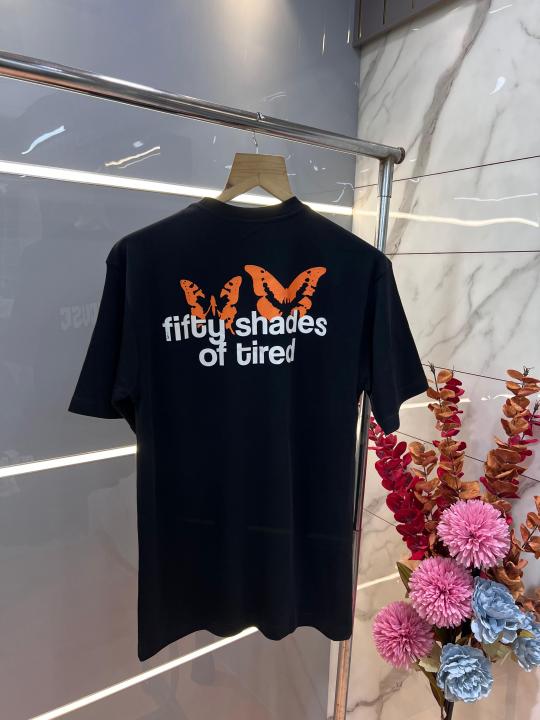 fifty shades
of tired